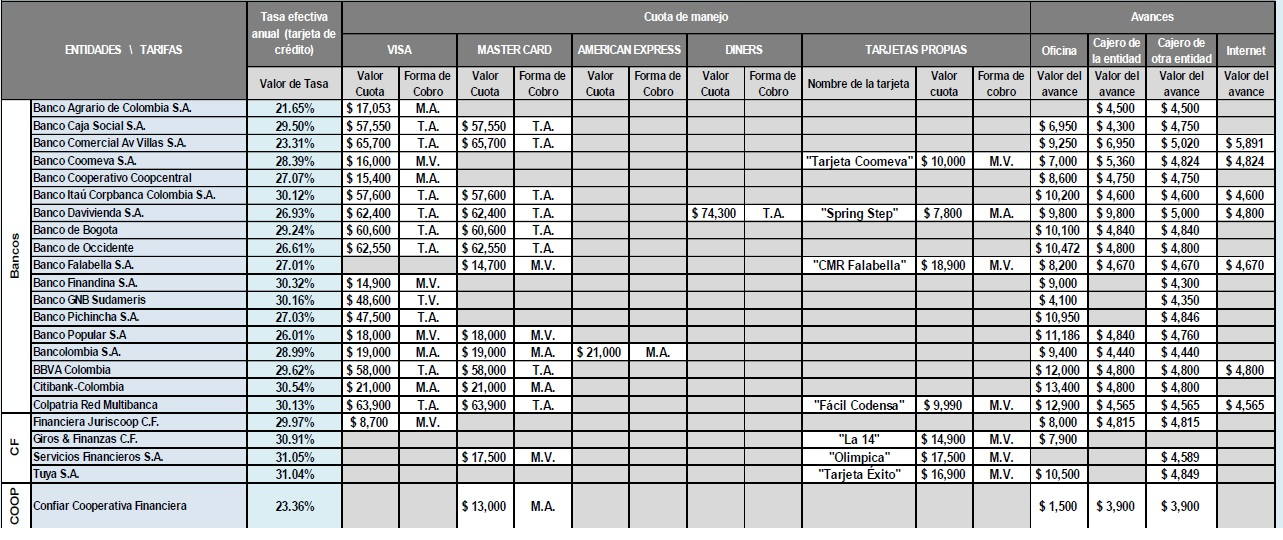 ENTIDADES \ TARIFAS Tasa efectiva anual (tarjeta de crédito) Cuota de manejo Avances
VISA MASTER CARD AMERICAN EXPRESS DINERS TARJETAS PROPIAS Oficina Cajero de la entidad Cajero de otra entidad Internet
Valor de Tasa Valor Cuota Forma de Cobro Valor Cuota Forma de Cobro Valor Cuota Forma de Cobro Valor Cuota Forma de Cobro Nombre de la tarjeta Valor cuota Forma de cobro Valor del avance Valor del avance Valor del avance Valor del avance
Bancos
Banco Agrario de Colombia S.A. 21.65% $ 17,053 M.A. $ 4,500 $ 4,500
Banco Caja Social S.A. 29.50% $ 57,550 T.A. $ 57,550 T.A. $ 6,950 $ 4,300 $ 4,750
Banco Comercial Av Villas S.A. 23.31% $ 65,700 T.A. $ 65,700 T.A. $ 9,250 $ 6,950 $ 5,020 $ 5,891
Banco Coomeva S.A. 28.39% $ 16,000 M.V. "Tarjeta Coomeva" $ 10,000 M.V. $ 7,000 $ 5,360 $ 4,824 $ 4,824
Banco Cooperativo Coopcentral 27.07% $ 15,400 M.A. $ 8,600 $ 4,750 $ 4,750
Banco Itaú Corpbanca Colombia S.A. 30.12% $ 57,600 T.A. $ 57,600 T.A. $ 10,200 $ 4,600 $ 4,600 $ 4,600
Banco Davivienda S.A. 26.93% $ 62,400 T.A. $ 62,400 T.A. $ 74,300 T.A. "Spring Step" $ 7,800 M.A. $ 9,800 $ 9,800 $ 5,000 $ 4,800
Banco de Bogota 29.24% $ 60,600 T.A. $ 60,600 T.A. $ 10,100 $ 4,840 $ 4,840
Banco de Occidente 26.61% $ 62,550 T.A. $ 62,550 T.A. $ 10,472 $ 4,800 $ 4,800
Banco Falabella S.A. 27.01% $ 14,700 M.V. "CMR Falabella" $ 18,900 M.V. $ 8,200 $ 4,670 $ 4,670 $ 4,670
Banco Finandina S.A. 30.32% $ 14,900 M.V. $ 9,000 $ 4,300
Banco GNB Sudameris 30.16% $ 48,600 T.V. $ 4,100 $ 4,350
Banco Pichincha S.A. 27.03% $ 47,500 T.A. $ 10,950 $ 4,846
Banco Popular S.A 26.01% $ 18,000 M.V. $ 18,000 M.V. $ 11,186 $ 4,840 $ 4,760
Bancolombia S.A. 28.99% $ 19,000 M.A. $ 19,000 M.A. $ 21,000 M.A. $ 9,400 $ 4,440 $ 4,440
BBVA Colombia 29.62% $ 58,000 T.A. $ 58,000 T.A. $ 12,000 $ 4,800 $ 4,800 $ 4,800
Citibank-Colombia 30.54% $ 21,000 M.A. $ 21,000 M.A. $ 13,400 $ 4,800 $ 4,800
Colpatria Red Multibanca 30.13% $ 63,900 T.A. $ 63,900 T.A. "Fácil Codensa" $ 9,990 M.V. $ 12,900 $ 4,565 $ 4,565 $ 4,565
CF
Financiera Juriscoop C.F. 29.97% $ 8,700 M.V. $ 8,000 $ 4,815 $ 4,815
Giros & Finanzas C.F. 30.91% "La 14" $ 14,900 M.V. $ 7,900
Servicios Financieros S.A. 31.05% $ 17,500 M.V. "Olimpica" $ 17,500 M.V. $ 4,589
Tuya S.A. 31.04% "Tarjeta Éxito" $ 16,900 M.V. $ 10,500 $ 4,849
COOP
Confiar Cooperativa Financiera 23.36% $ 13,000 M.A. $ 1,500 $ 3,900 $ 3,900